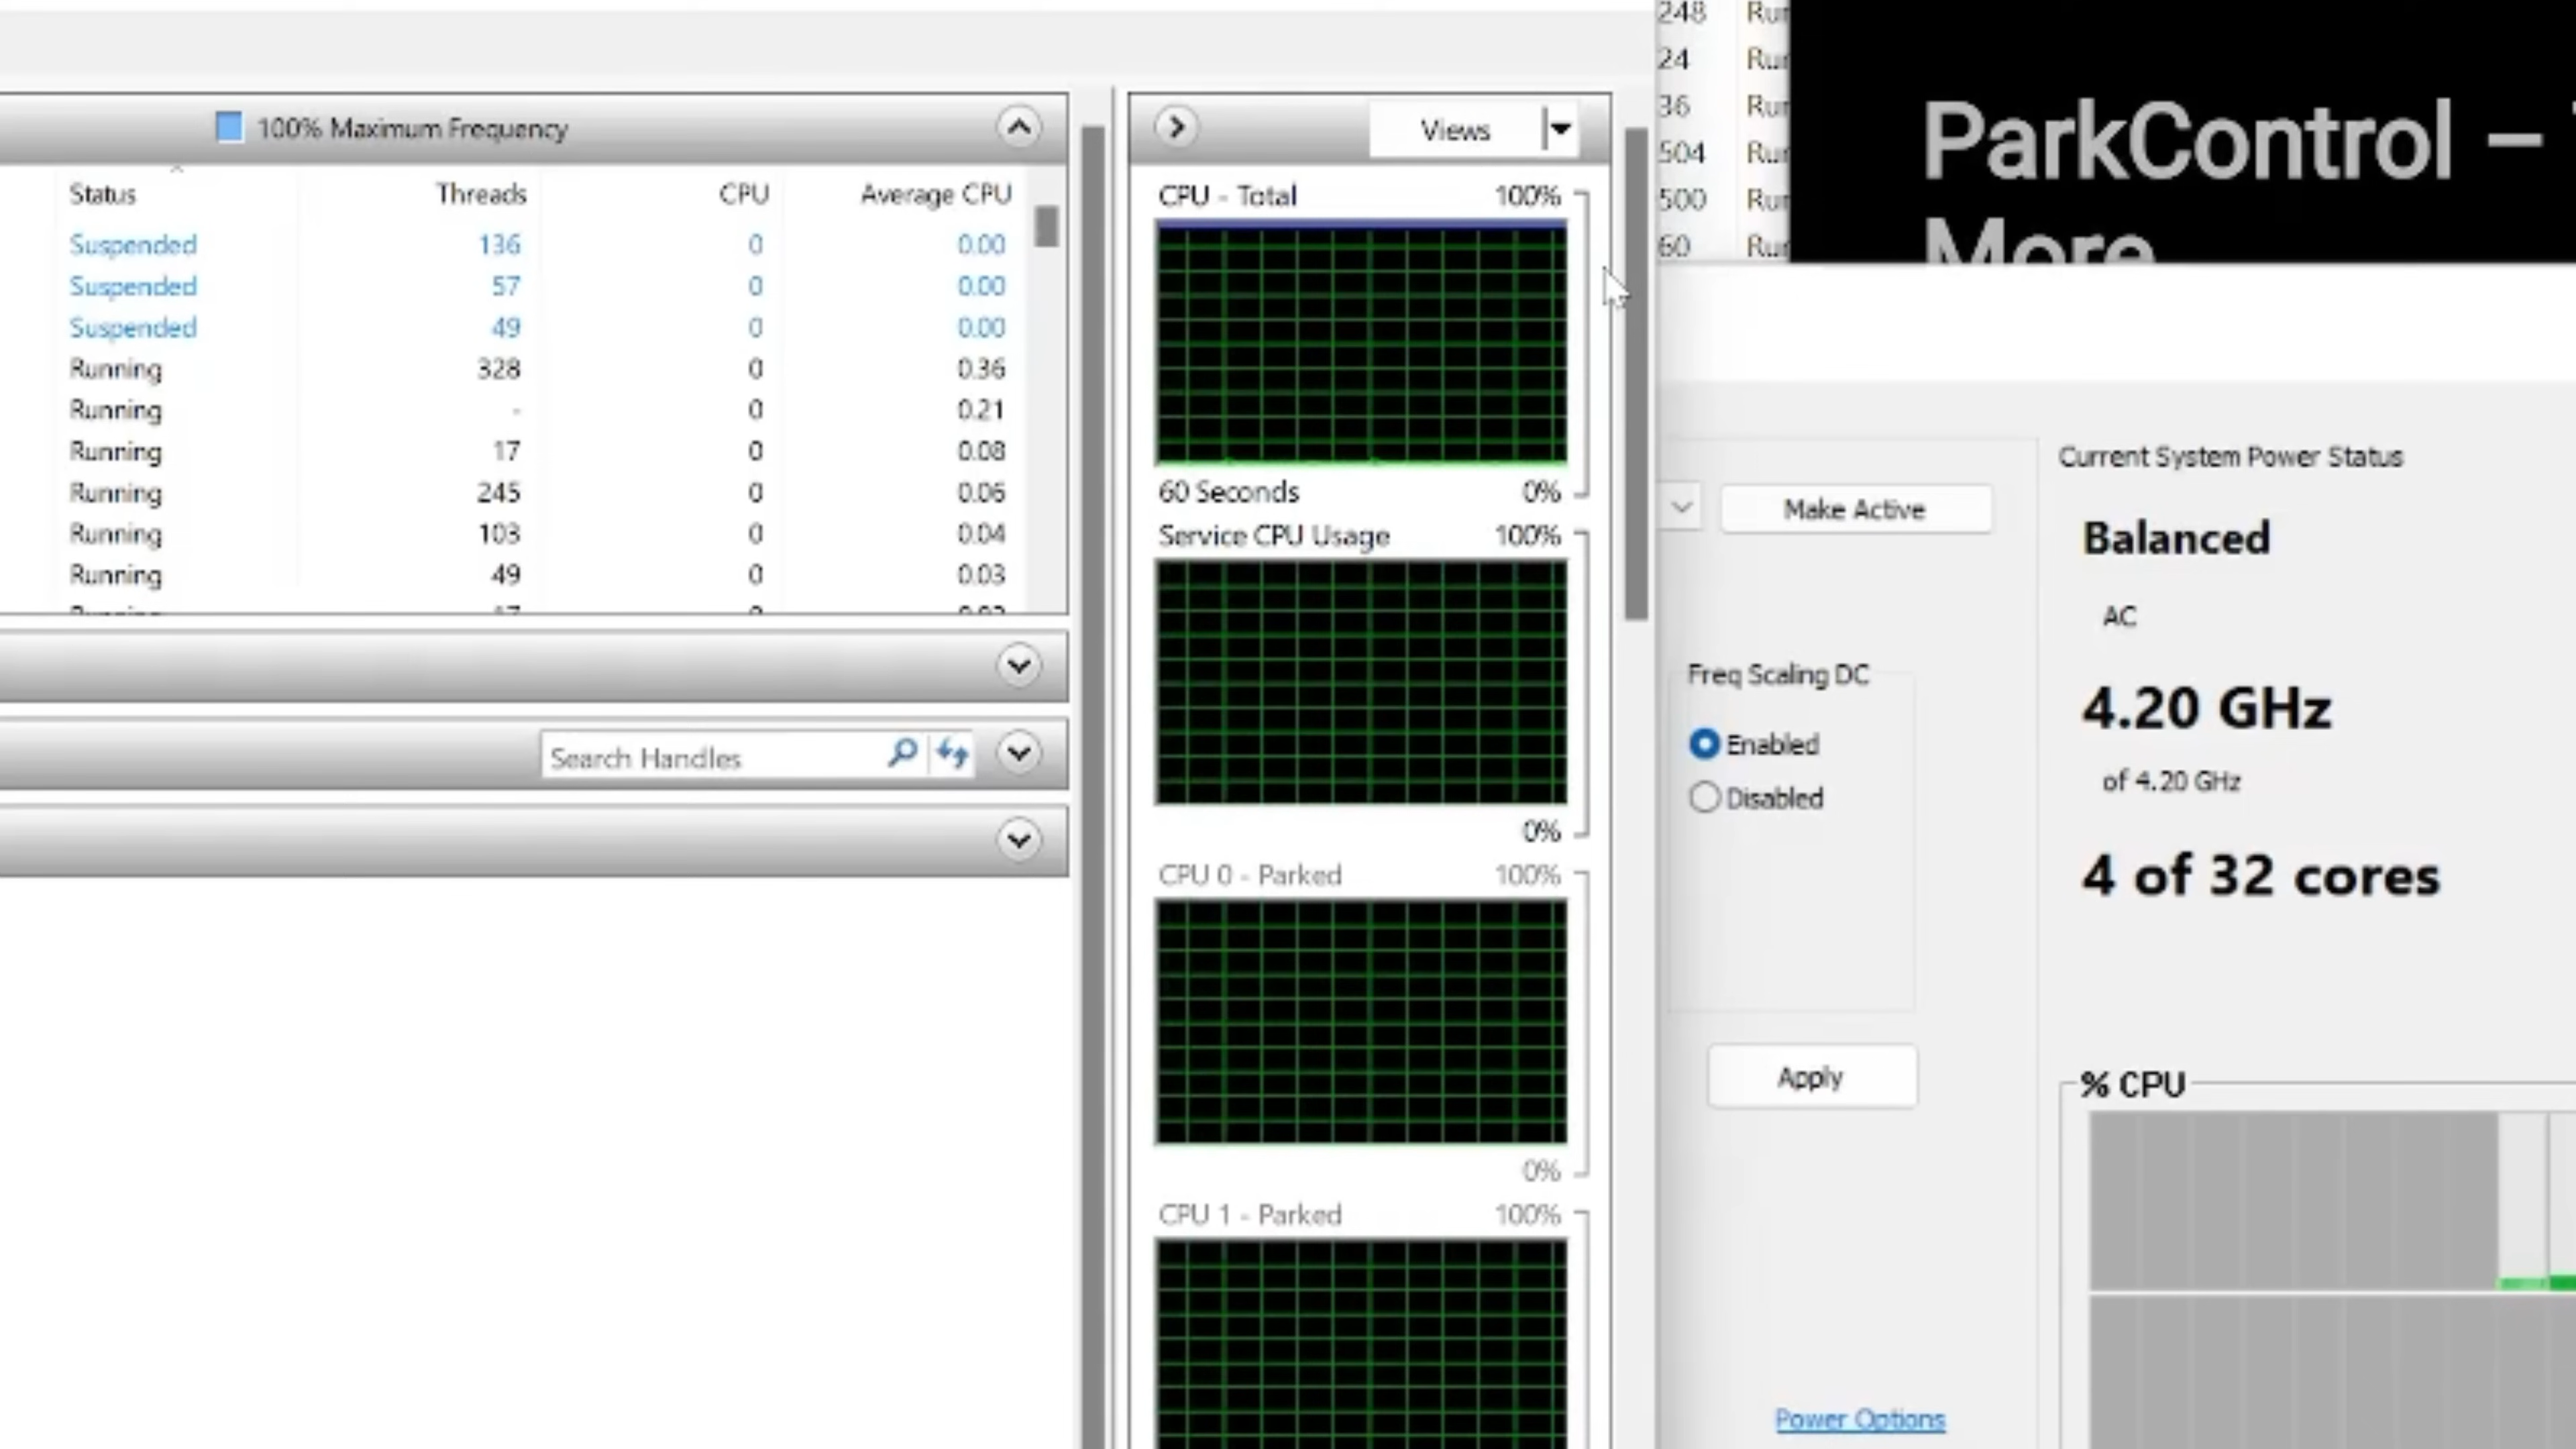 100% Maximum Frequency
Status Threads CPU Average CPU
Suspended 136 0 0.00
Suspended 57 0 0.00
Suspended 49 0 0.00
Running 328 0 0.36
Running - 0 0.21
Running 17 0 0.08
Running 245 0 0.06
Running 103 0 0.04
Running 49 0 0.03
Search Handles
Views
CPU - Total 100%
60 Seconds 0%
Service CPU Usage 100%
0%
CPU 0 - Parked 100%
0%
CPU 1 - Parked 100%
248
24
36
504
500
60
ParkControl –
More
Make Active
Freq Scaling DC
Enabled
Disabled
Apply
Power Options
Current System Power Status
Balanced
AC
4.20 GHz
of 4.20 GHz
4 of 32 cores
% CPU